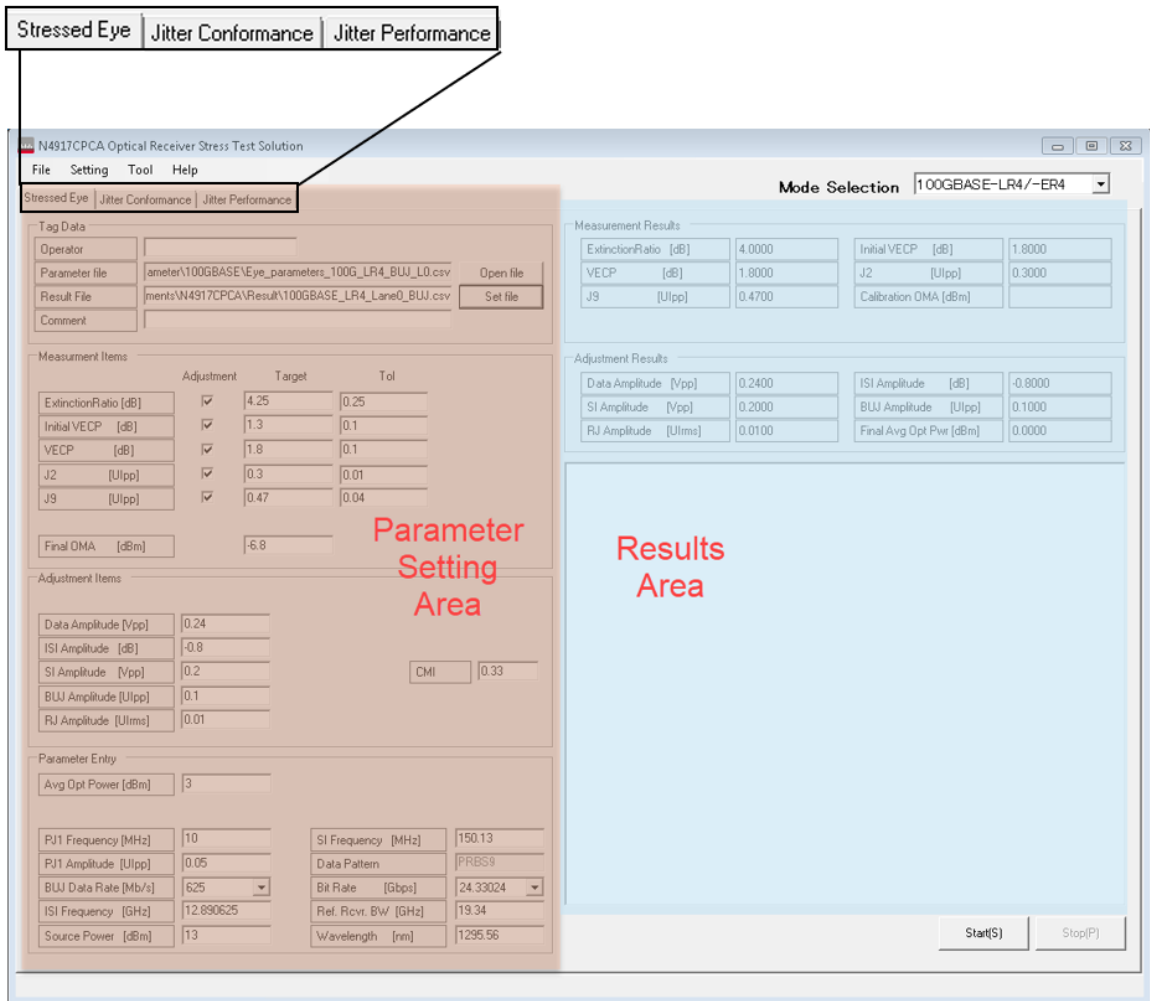 Stressed Eye Jitter Conformance Jitter Performance
N4917CPCA Optical Receiver Stress Test Solution
File Setting Tool Help
Mode Selection 100GBASE-LR4/-ER4
Stressed Eye Jitter Conformance Jitter Performance
Tag Data
Operator
Parameter file ameter\100GBASE\Eye_parameters_100G_LR4_BUJ_L0.csv Open file
Result File ments\N4917CPCA\Result\100GBASE_LR4_Lane0_BUJ.csv Set file
Comment
Measurment Items
Adjustment Target Tol
ExtinctionRatio [dB] 4.25 0.25
Initial VECP [dB] 1.3 0.1
VECP [dB] 1.8 0.1
J2 [UIpp] 0.3 0.01
J9 [UIpp] 0.47 0.04
Final OMA [dBm] -6.8
Parameter
Setting
Area
Adjustment Items
Data Amplitude [Vpp] 0.24
ISI Amplitude [dB] -0.8
SI Amplitude [Vpp] 0.2 CMI 0.33
BUJ Amplitude [UIpp] 0.1
RJ Amplitude [UIrms] 0.01
Parameter Entry
Avg Opt Power [dBm] 3
PJ1 Frequency [MHz] 10 SI Frequency [MHz] 150.13
PJ1 Amplitude [UIpp] 0.05 Data Pattern PRBS9
BUJ Data Rate [Mb/s] 625 Bit Rate [Gbps] 24.33024
ISI Frequency [GHz] 12.890625 Ref. Rcvr. BW [GHz] 19.34
Source Power [dBm] 13 Wavelength [nm] 1295.56
Measurement Results
ExtinctionRatio [dB] 4.0000 Initial VECP [dB] 1.8000
VECP [dB] 1.8000 J2 [UIpp] 0.3000
J9 [UIpp] 0.4700 Calibration OMA [dBm]
Adjustment Results
Data Amplitude [Vpp] 0.2400 ISI Amplitude [dB] -0.8000
SI Amplitude [Vpp] 0.2000 BUJ Amplitude [UIpp] 0.1000
RJ Amplitude [UIrms] 0.0100 Final Avg Opt Pwr [dBm] 0.0000
Results
Area
Start(S) Stop(P)